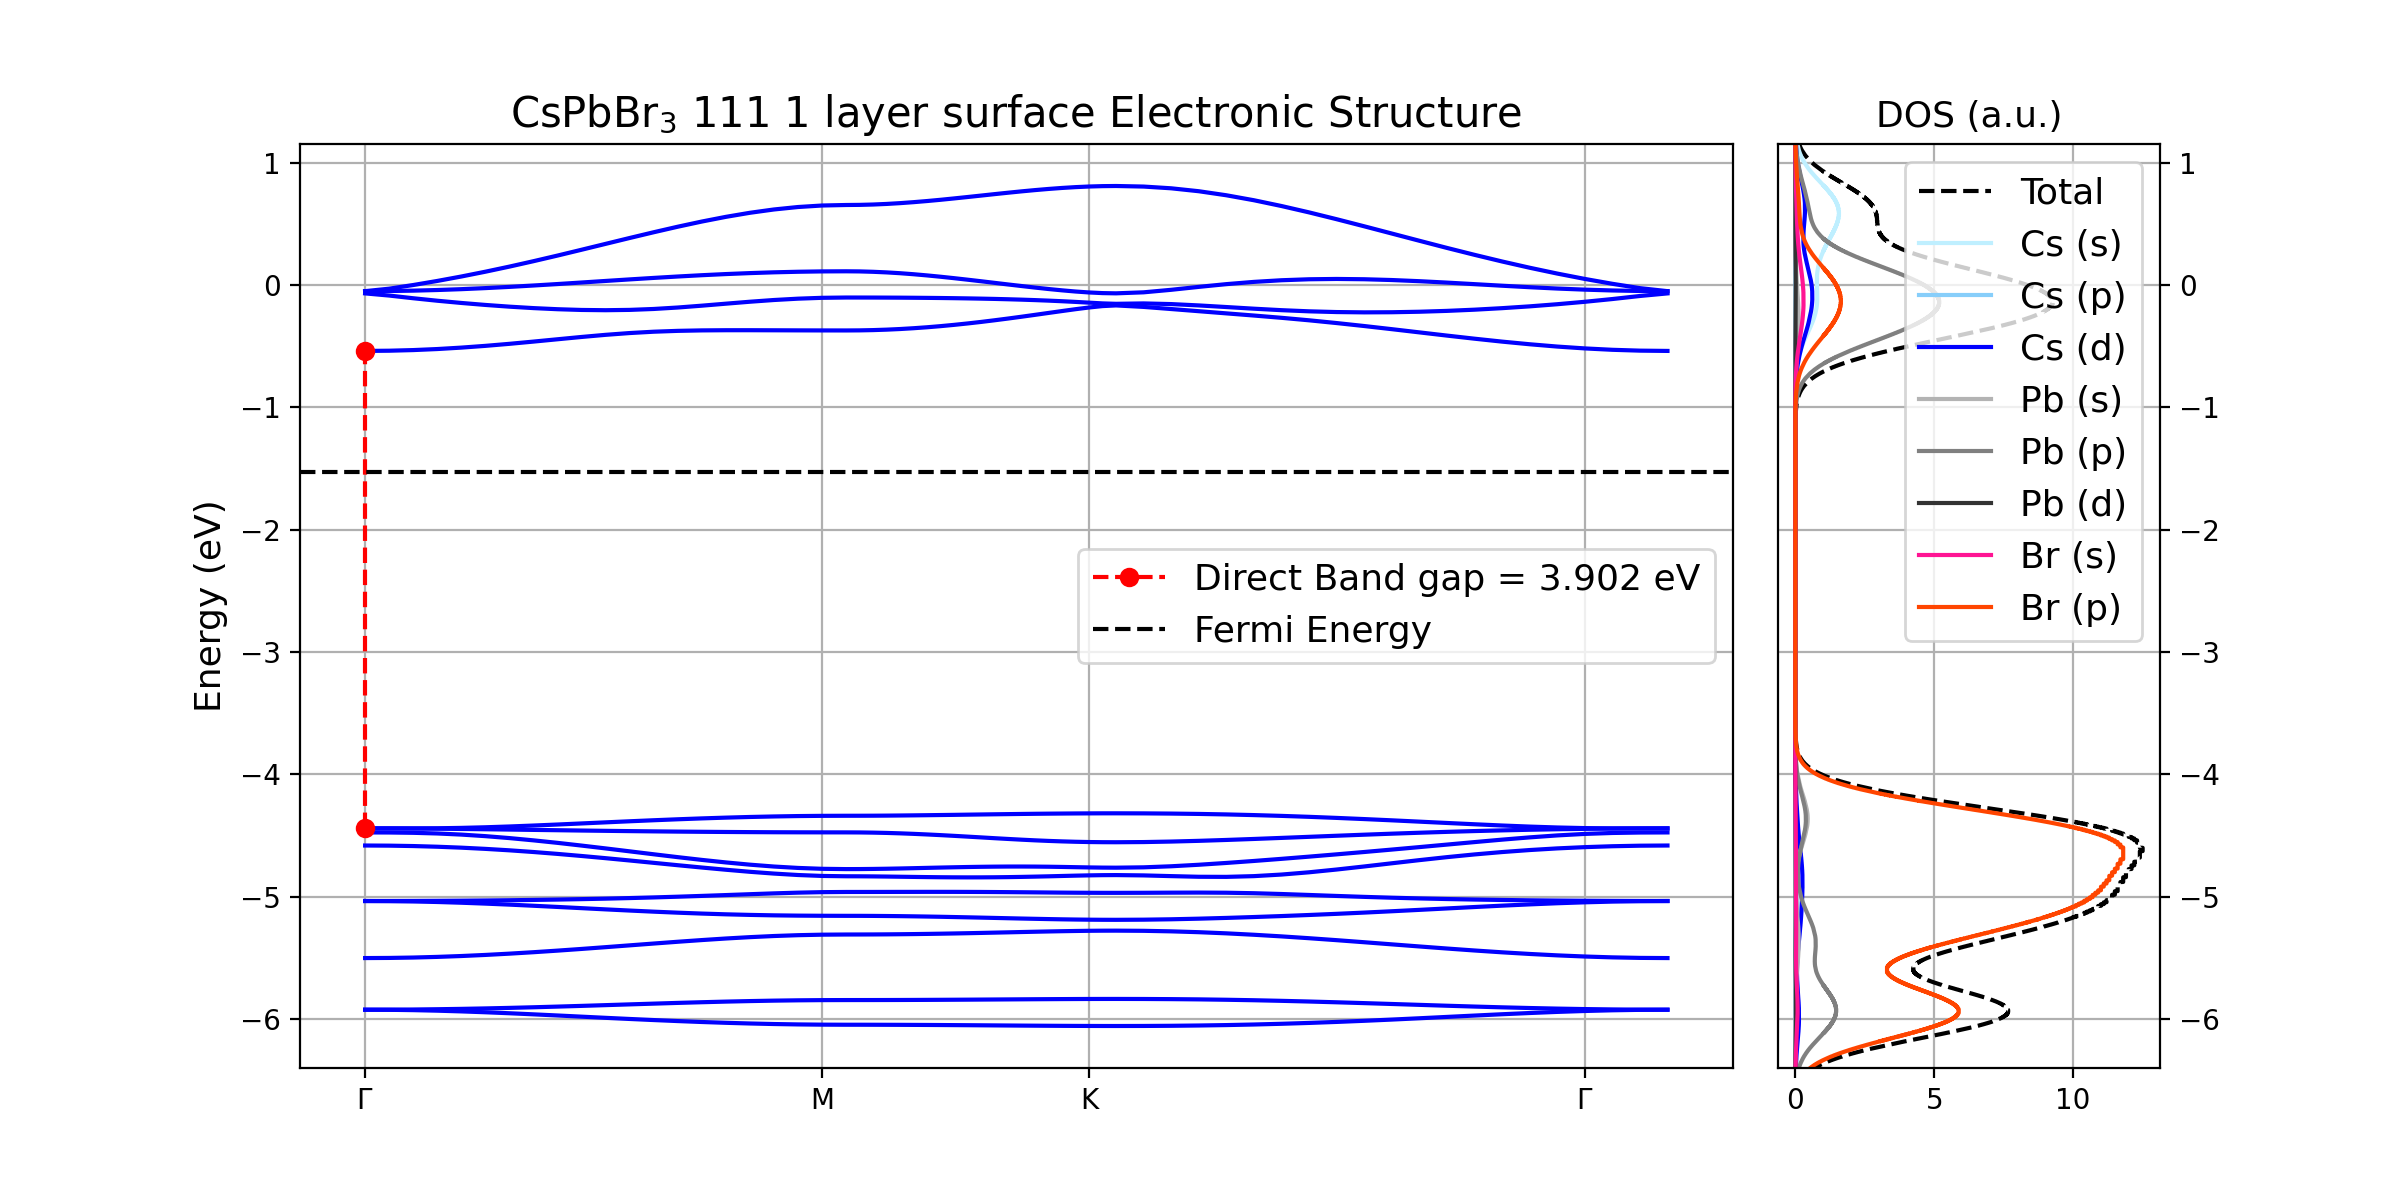 CsPbBr₃ 111 1 layer surface Electronic Structure
DOS (a.u.)
Energy (eV)
1
0
−1
−2
−3
−4
−5
−6
Γ
M
K
Γ
Direct Band gap = 3.902 eV
Fermi Energy
Total
Cs (s)
Cs (p)
Cs (d)
Pb (s)
Pb (p)
Pb (d)
Br (s)
Br (p)
1
0
−1
−2
−3
−4
−5
−6
0
5
10